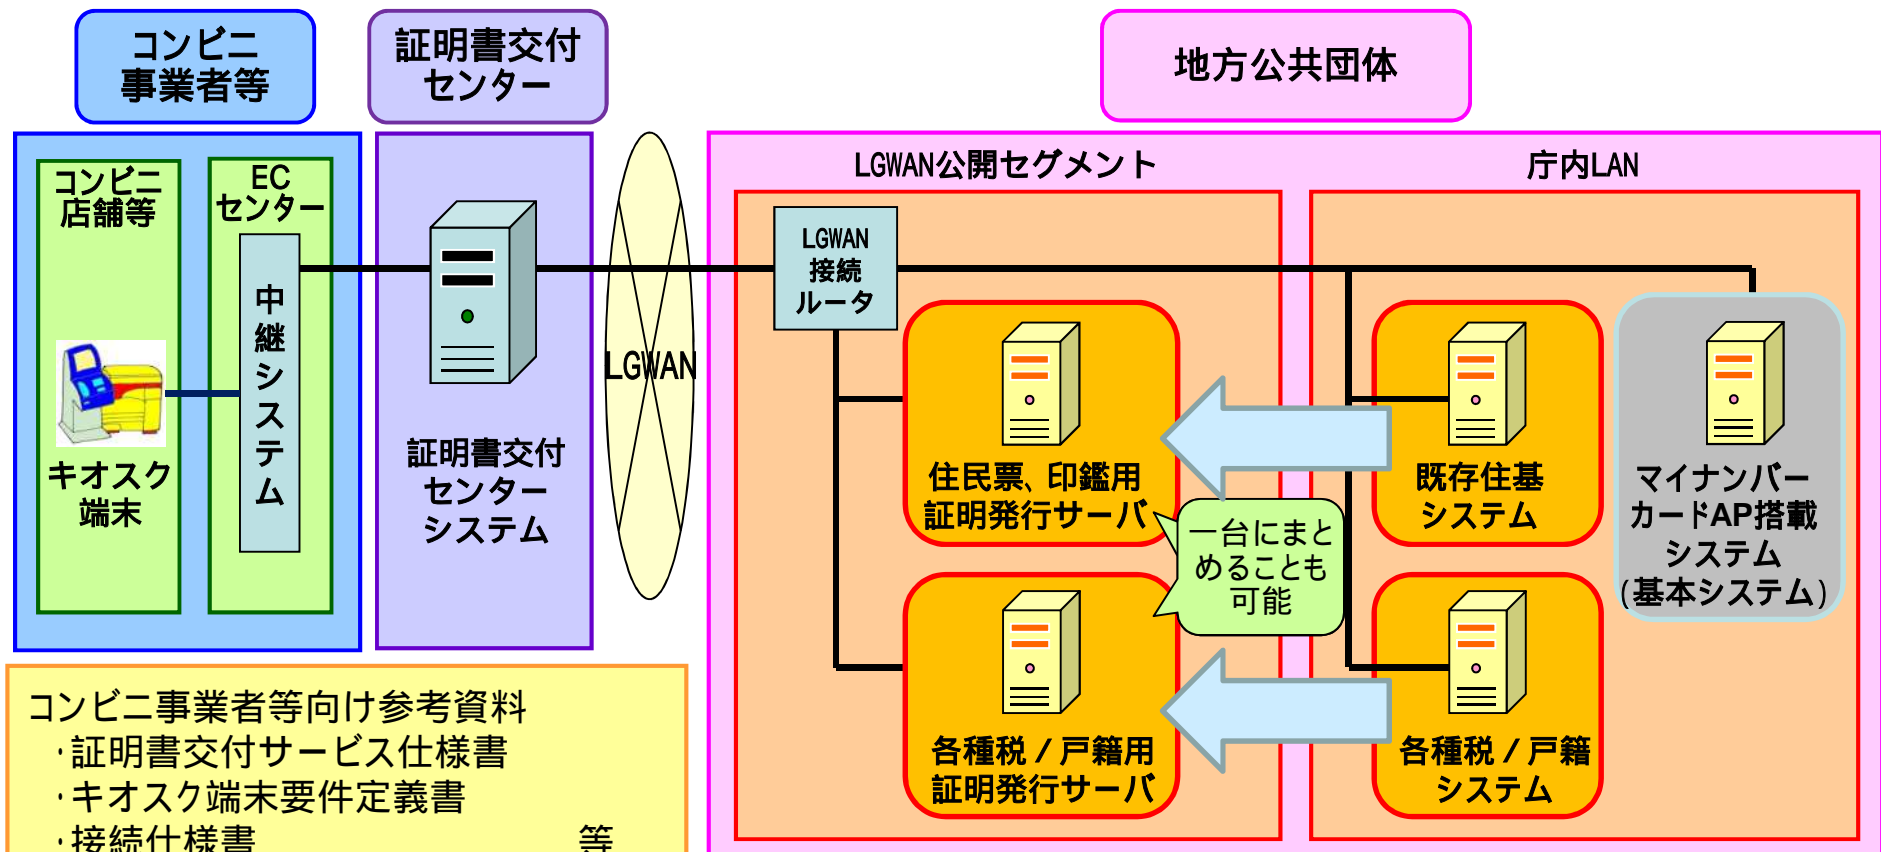 コンビニ
事業者等
証明書交付
センター
地方公共団体
コンビニ
店舗等
EC
センター
中継システム
キオスク
端末
証明書交付
センター
システム
LGWAN
LGWAN公開セグメント
庁内LAN
LGWAN
接続
ルータ
住民票、印鑑用
証明発行サーバ
既存住基
システム
マイナンバー
カードAP搭載
システム
(基本システム)
一台にまと
めることも
可能
各種税/戸籍用
証明発行サーバ
各種税/戸籍
システム
コンビニ事業者等向け参考資料
・証明書交付サービス仕様書
・キオスク端末要件定義書
・接続仕様書 等